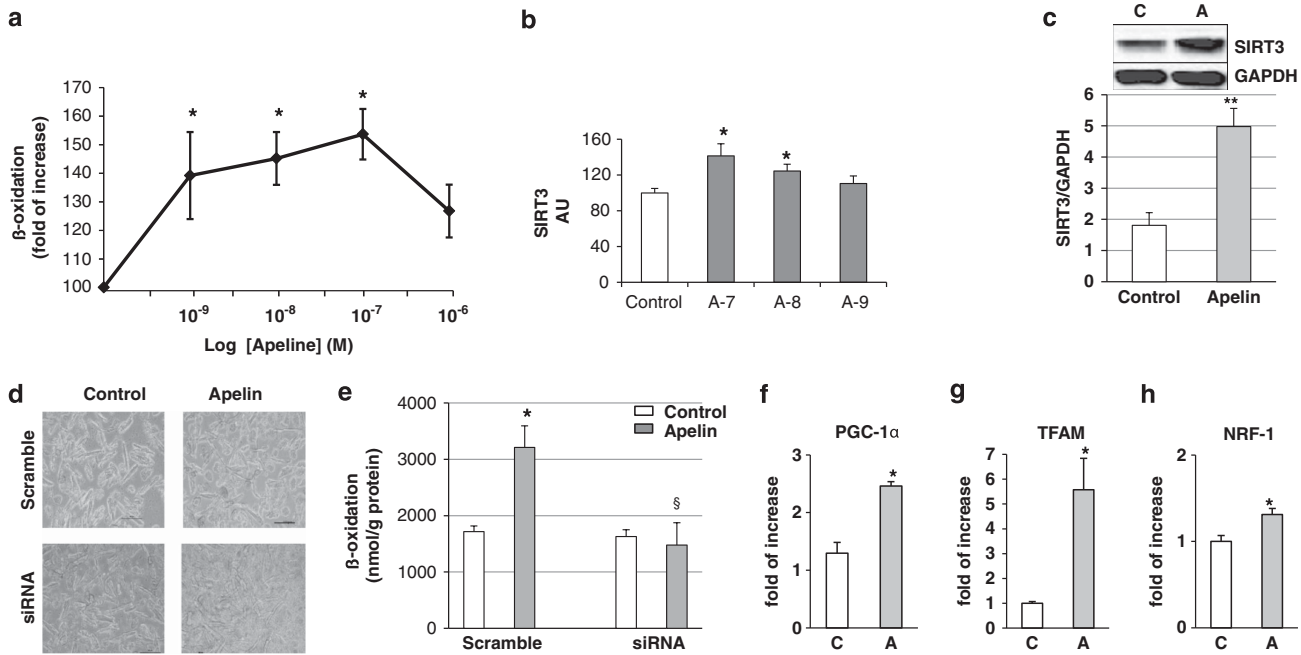 a
170
160
150
140
130
120
110
100
* * *
ß-oxidation
(fold of increase)
10-9 10-8 10-7 10-6
Log [Apeline] (M)
b
160
120
80
40
0
* *
SIRT3
AU
Control A-7 A-8 A-9
c
C A
SIRT3
GAPDH
6
5
4
3
2
1
0
**
SIRT3/GAPDH
Control Apelin
d
Control Apelin
Scramble
siRNA
e
4000
3000
2000
1000
0
* §
Control
Apelin
ß-oxidation
(nmol/g protein)
Scramble siRNA
f
PGC-1α
3
2
1
0
*
fold of increase
C A
g
TFAM
7
6
5
4
3
2
1
0
*
fold of increase
C A
h
NRF-1
2
1
0
*
fold of increase
C A